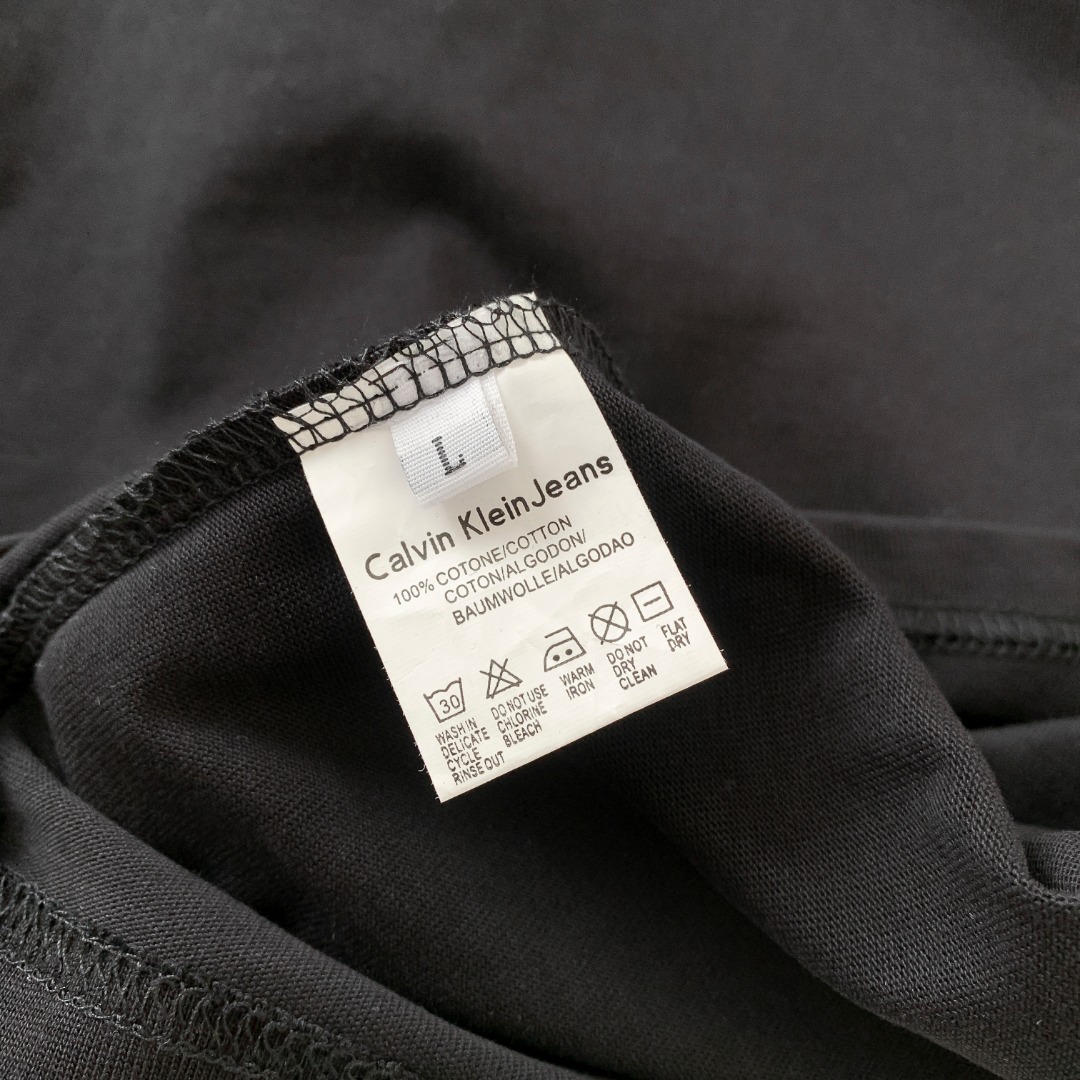 L
Calvin KleinJeans
100% COTONE/COTTON
COTON/ALGODON/
BAUMWOLLE/ALGODAO
30
WASH IN
DELICATE
CYCLE
RINSE OUT
DO NOT USE
CHLORINE
BLEACH
WARM
IRON
DO NOT
DRY
CLEAN
FLAT
DRY